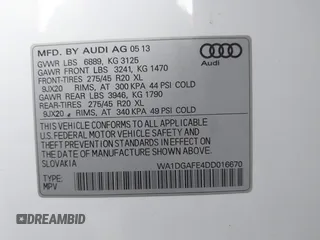 MFD. BY AUDI AG 05 13
GVWR LBS 6889, KG 3125
GAWR FRONT LBS 3241, KG 1470
FRONT-TIRES 275/45 R20 XL
9JX20 RIMS, AT 300 KPA 44 PSI COLD
GAWR REAR LBS 3946, KG 1790
REAR-TIRES 275/45 R20 XL
9JX20 RIMS, AT 340 KPA 49 PSI COLD
THIS VEHICLE CONFORMS TO ALL APPLICABLE
U.S. FEDERAL MOTOR VEHICLE SAFETY AND
THEFT PREVENTION STANDARDS IN EFFECT ON
THE DATE OF MANUFACTURE SHOWN ABOVE.
SLOVAKIA
WA1DGAFE4DD016670
TYPE:
MPV
Audi
DREAMBID